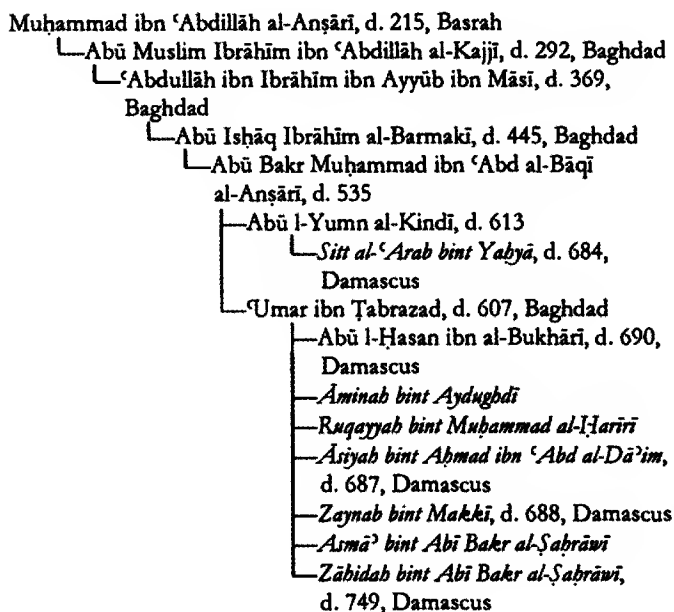 Muḥammad ibn ʿAbdillāh al-Anṣārī, d. 215, Basrah
Abū Muslim Ibrāhīm ibn ʿAbdillāh al-Kajjī, d. 292, Baghdad
ʿAbdullāh ibn Ibrāhīm ibn Ayyūb ibn Māsī, d. 369,
Baghdad
Abū Isḥāq Ibrāhīm al-Barmakī, d. 445, Baghdad
Abū Bakr Muḥammad ibn ʿAbd al-Bāqī
al-Anṣārī, d. 535
Abū l-Yumn al-Kindī, d. 613
Sitt al-ʿArab bint Yaḥyā, d. 684,
Damascus
ʿUmar ibn Ṭabrazad, d. 607, Baghdad
Abū l-Ḥasan ibn al-Bukhārī, d. 690,
Damascus
Āminah bint Aydughdī
Ruqayyah bint Muḥammad al-Ḥarīrī
Āsiyah bint Aḥmad ibn ʿAbd al-Dāʾim,
d. 687, Damascus
Zaynab bint Makkī, d. 688, Damascus
Asmāʾ bint Abī Bakr al-Ṣaḥrāwī
Zāhidah bint Abī Bakr al-Ṣaḥrāwī,
d. 749, Damascus